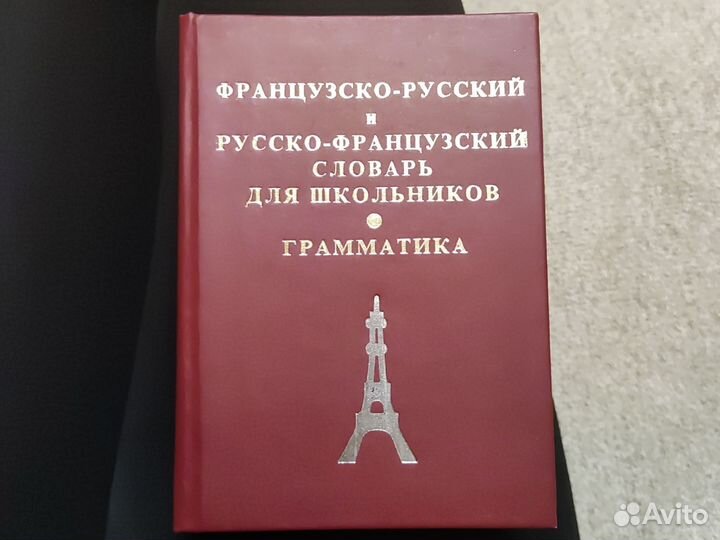 ФРАНЦУЗСКО-РУССКИЙ
и
РУССКО-ФРАНЦУЗСКИЙ
СЛОВАРЬ
ДЛЯ ШКОЛЬНИКОВ
ГРАММАТИКА
Avito